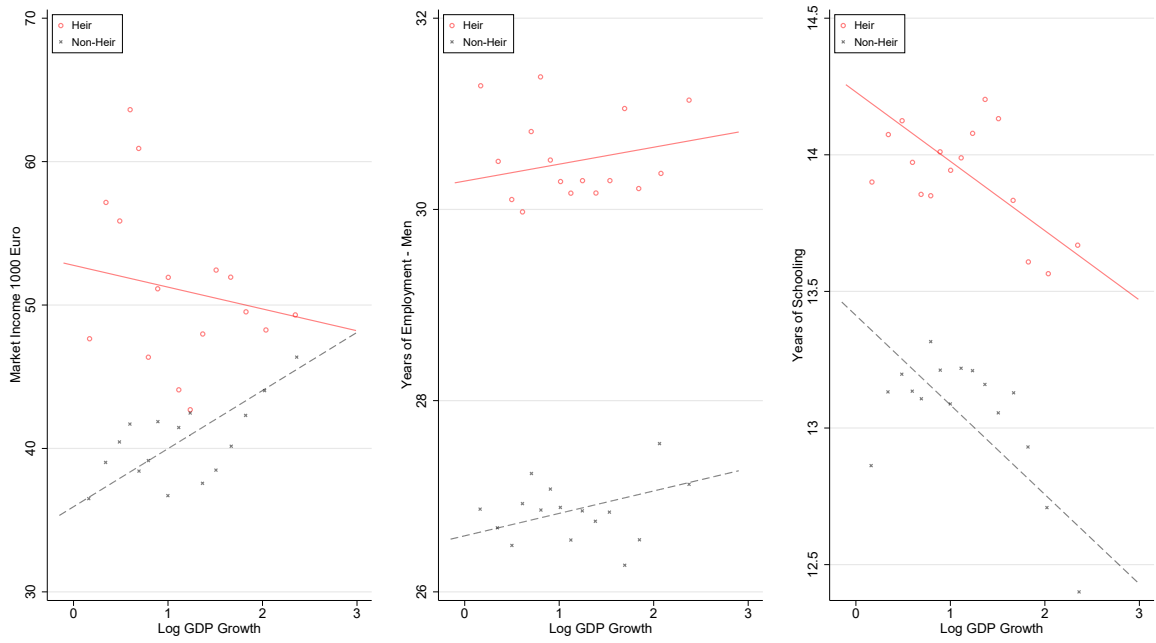 Heir
Non-Heir
Market Income 1000 Euro
70
60
50
40
30
0 1 2 3
Log GDP Growth
Heir
Non-Heir
Years of Employment - Men
32
30
28
26
0 1 2 3
Log GDP Growth
Heir
Non-Heir
Years of Schooling
14.5
14
13.5
13
12.5
0 1 2 3
Log GDP Growth